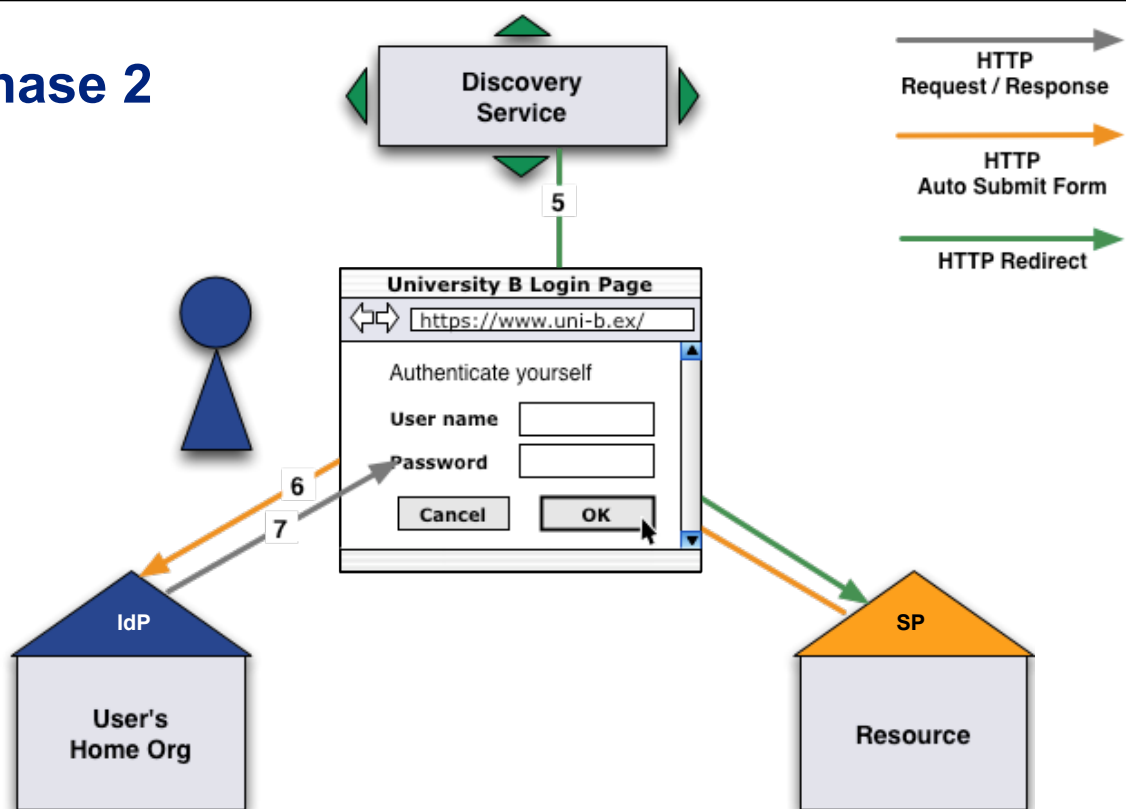 hase 2
Discovery
Service
HTTP
Request / Response
HTTP
Auto Submit Form
HTTP Redirect
5
University B Login Page
https://www.uni-b.ex/
Authenticate yourself
User name
Password
Cancel
OK
6
7
IdP
User's
Home Org
SP
Resource